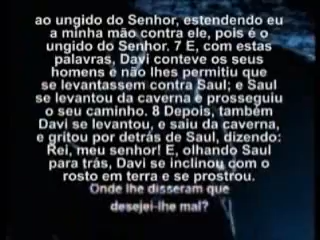 ao ungido do Senhor, estendendo eu
a minha mão contra ele, pois é o
ungido do Senhor. 7 E, com estas
palavras, Davi conteve os seus
homens e não lhes permitiu que
se levantassem contra Saul; e Saul
se levantou da caverna e prosseguiu
o seu caminho. 8 Depois, também
Davi se levantou, e saiu da caverna,
e gritou por detrás de Saul, dizendo:
Rei, meu senhor! E, olhando Saul
para trás, Davi se inclinou com o
rosto em terra e se prostrou.
Onde lhe disseram que
desejei-lhe mal?